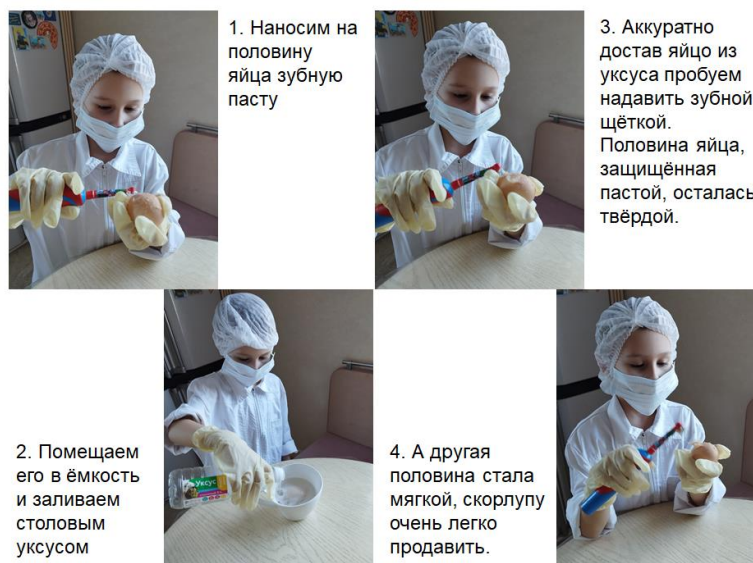 1. Наносим на
половину
яйца зубную
пасту
2. Помещаем
его в ёмкость
и заливаем
столовым
уксусом
Уксус
3. Аккуратно
достав яйцо из
уксуса пробуем
надавить зубной
щёткой.
Половина яйца,
защищённая
пастой, осталась
твёрдой.
4. А другая
половина стала
мягкой, скорлупу
очень легко
продавить.